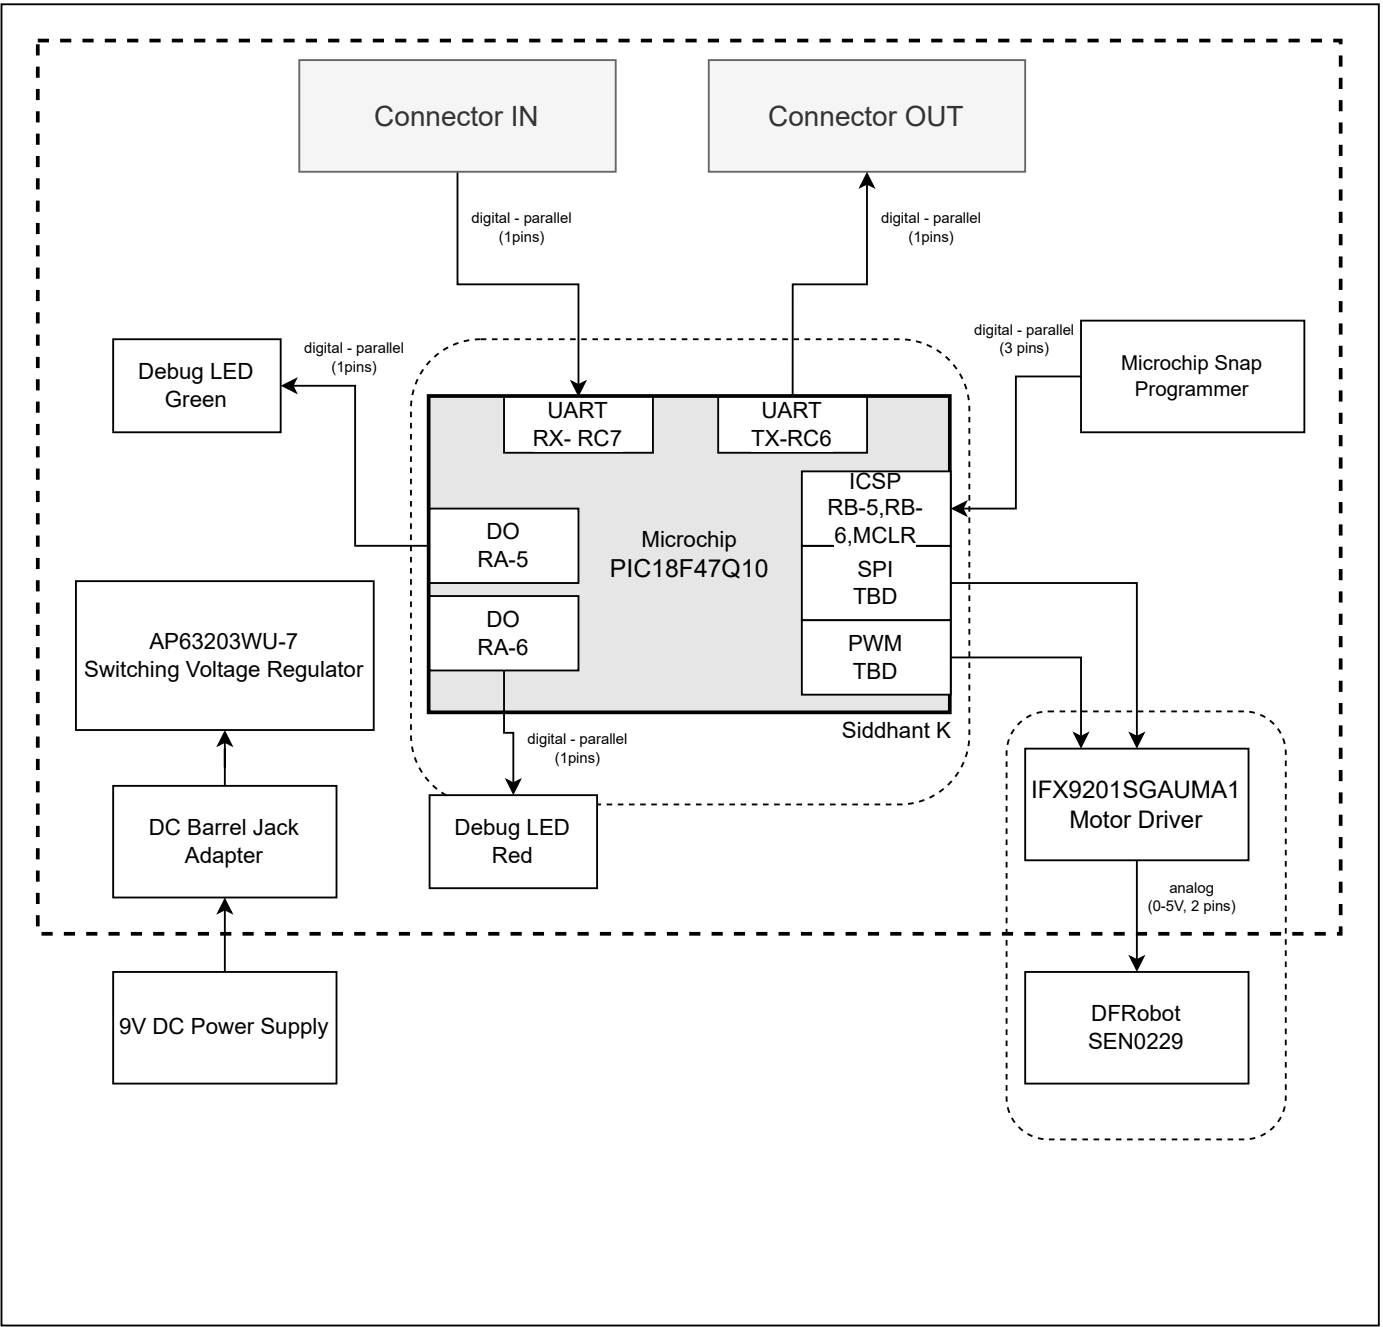 Connector IN
Connector OUT
digital - parallel
(1pins)
digital - parallel
(1pins)
digital - parallel
(3 pins)
Microchip Snap
Programmer
digital - parallel
(1pins)
Debug LED
Green
UART
RX- RC7
UART
TX-RC6
ICSP
RB-5,RB-
6,MCLR
DO
RA-5
Microchip
PIC18F47Q10
SPI
TBD
DO
RA-6
PWM
TBD
AP63203WU-7
Switching Voltage Regulator
Siddhant K
digital - parallel
(1pins)
IFX9201SGAUMA1
Motor Driver
DC Barrel Jack
Adapter
Debug LED
Red
analog
(0-5V, 2 pins)
9V DC Power Supply
DFRobot
SEN0229